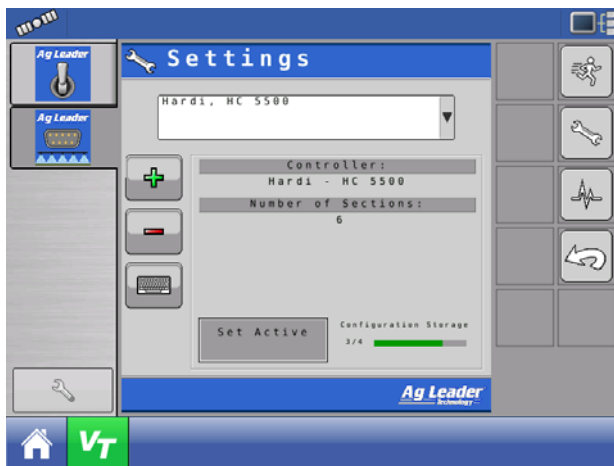 Ag Leader
Settings
Hardi, HC 5500
Ag Leader
Controller:
Hardi - HC 5500
Number of Sections:
6
Set Active
Configuration Storage
3/4
Ag Leader
Technology
VT